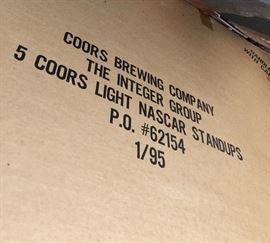 COORS BREWING COMPANY
THE INTEGER GROUP
5 COORS LIGHT NASCAR STANDUPS
P.O. #62154
1/95